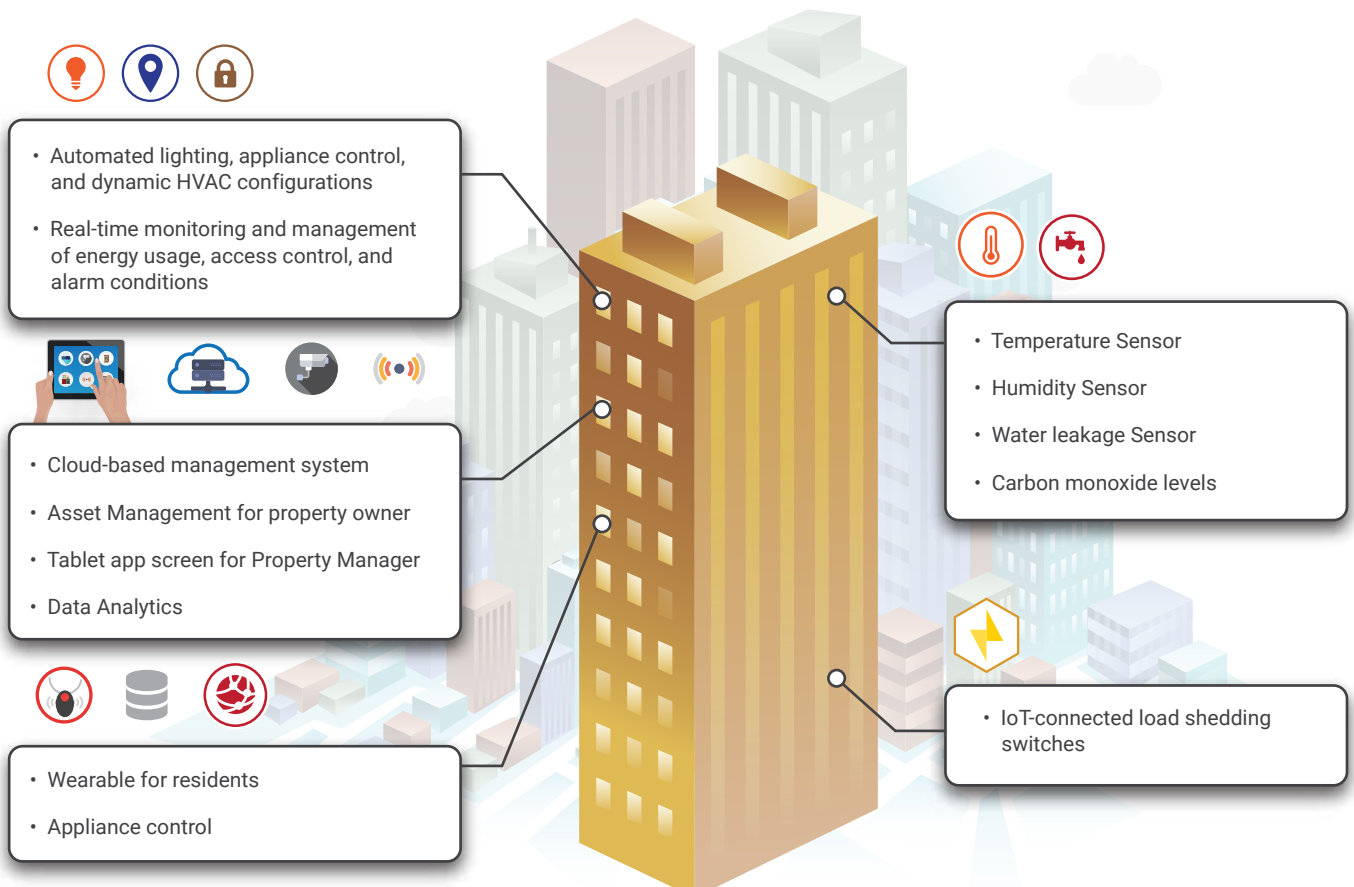 • Automated lighting, appliance control,
and dynamic HVAC configurations
• Real-time monitoring and management
of energy usage, access control, and
alarm conditions
• Cloud-based management system
• Asset Management for property owner
• Tablet app screen for Property Manager
• Data Analytics
• Wearable for residents
• Appliance control
• Temperature Sensor
• Humidity Sensor
• Water leakage Sensor
• Carbon monoxide levels
• IoT-connected load shedding
switches